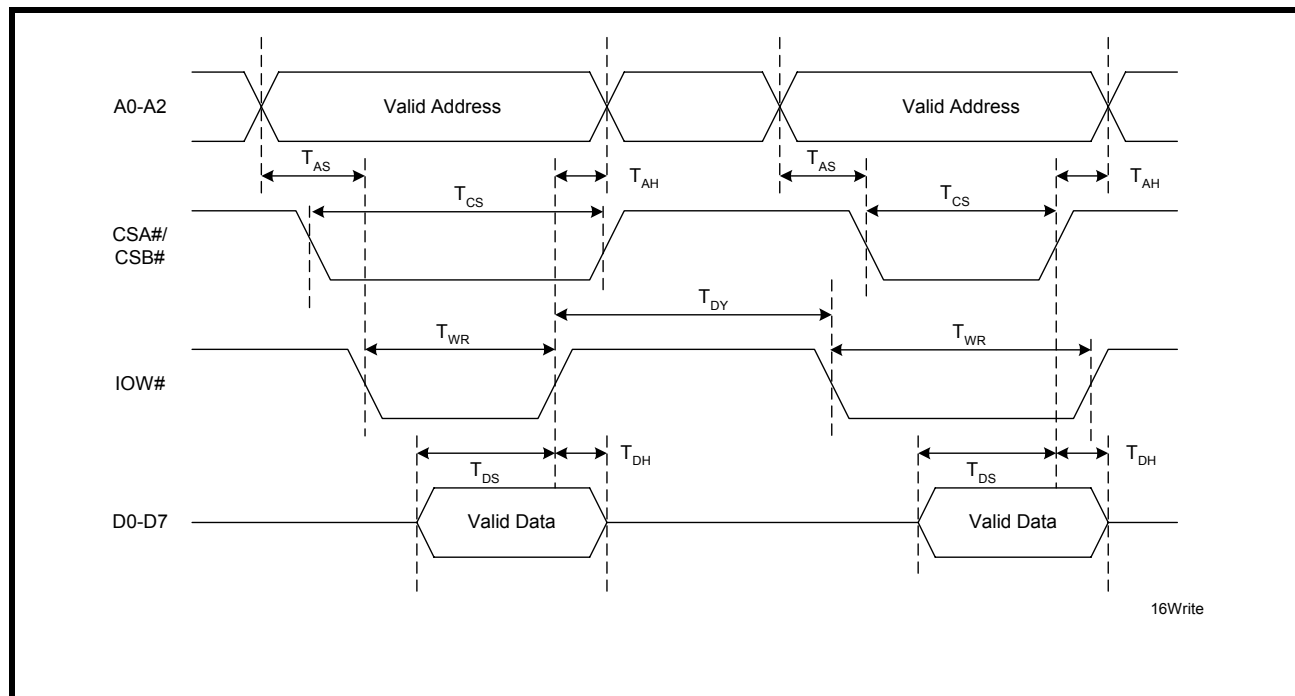 A0-A2
Valid Address
Valid Address
TAS
TAH
TAS
TAH
TCS
TCS
CSA#/
CSB#
TDY
TWR
TWR
IOW#
TDS
TDH
TDS
TDH
D0-D7
Valid Data
Valid Data
16Write